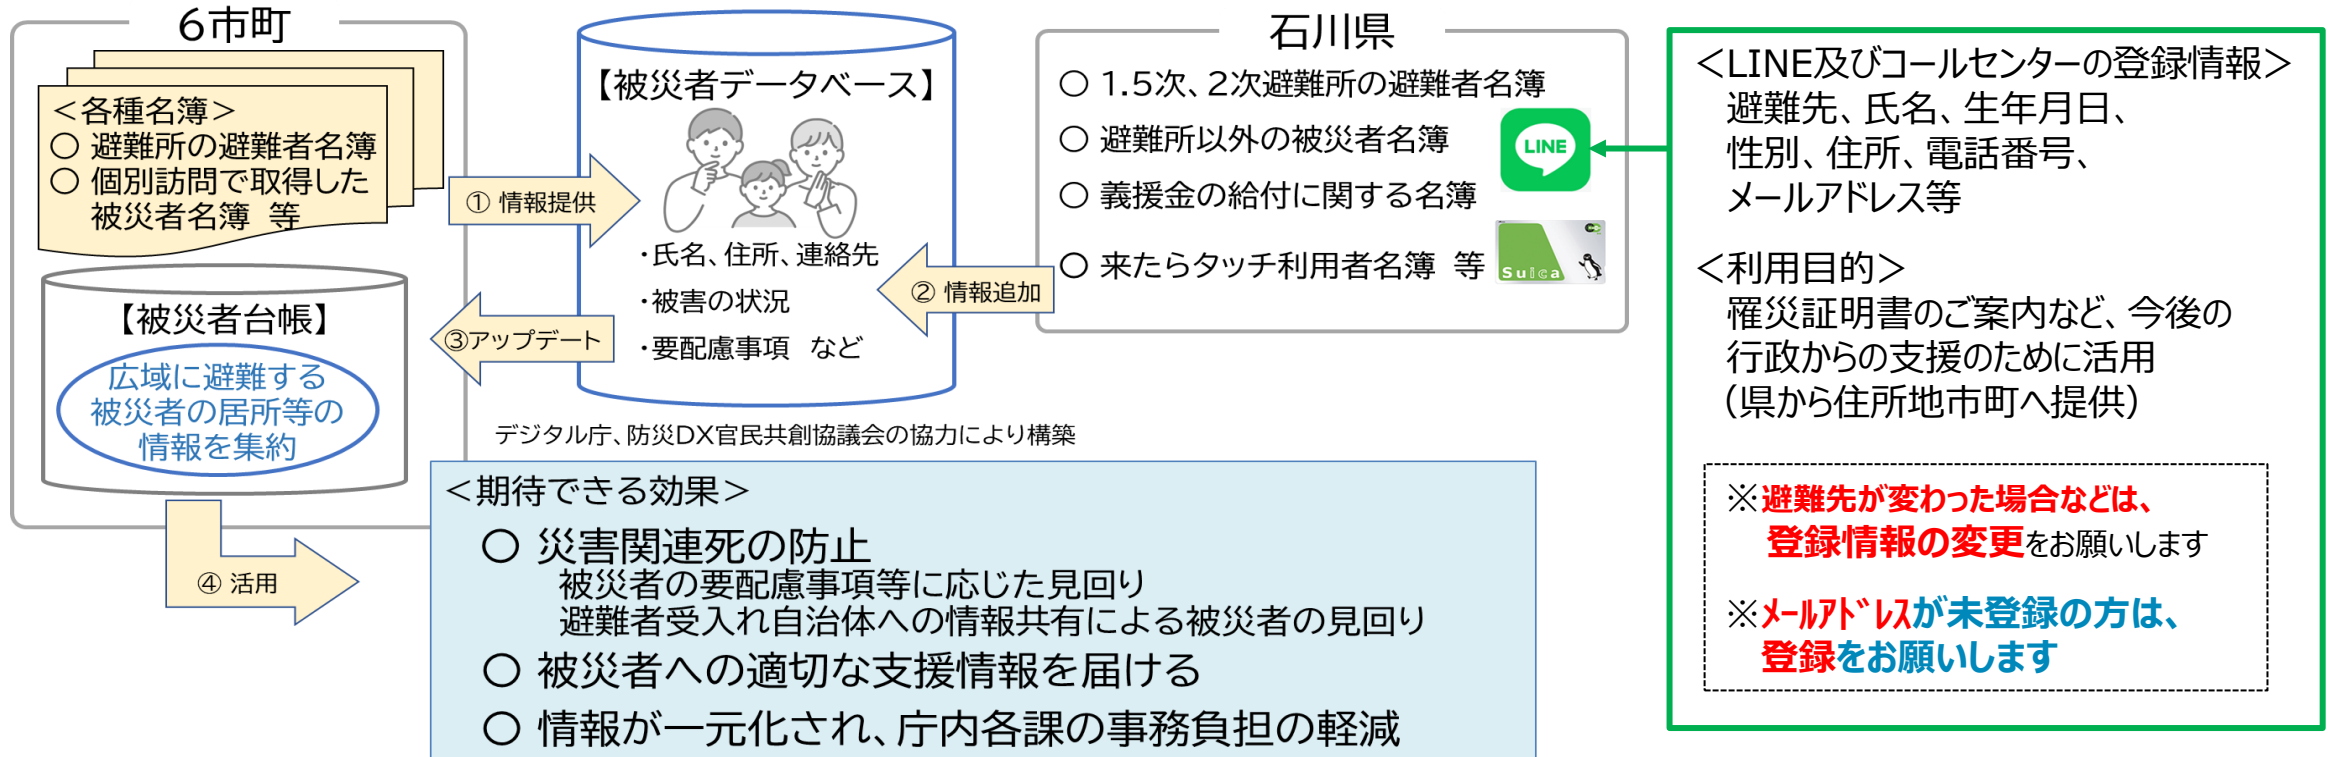 6市町
＜各種名簿＞
○ 避難所の避難者名簿
○ 個別訪問で取得した
被災者名簿 等
【被災者台帳】
広域に避難する
被災者の居所等の
情報を集約
① 情報提供
【被災者データベース】
・氏名、住所、連絡先
・被害の状況
・要配慮事項 など
② 情報追加
③アップデート
④ 活用
石川県
○ 1.5次、2次避難所の避難者名簿
○ 避難所以外の被災者名簿
○ 義援金の給付に関する名簿
○ 来たらタッチ利用者名簿 等
LINE
Suica
デジタル庁、防災DX官民共創協議会の協力により構築
＜期待できる効果＞
○ 災害関連死の防止
被災者の要配慮事項等に応じた見回り
避難者受入れ自治体への情報共有による被災者の見回り
○ 被災者への適切な支援情報を届ける
○ 情報が一元化され、庁内各課の事務負担の軽減
＜LINE及びコールセンターの登録情報＞
避難先、氏名、生年月日、
性別、住所、電話番号、
メールアドレス等
＜利用目的＞
罹災証明書のご案内など、今後の
行政からの支援のために活用
（県から住所地市町へ提供）
※避難先が変わった場合などは、
登録情報の変更をお願いします
※メールアドレスが未登録の方は、
登録をお願いします